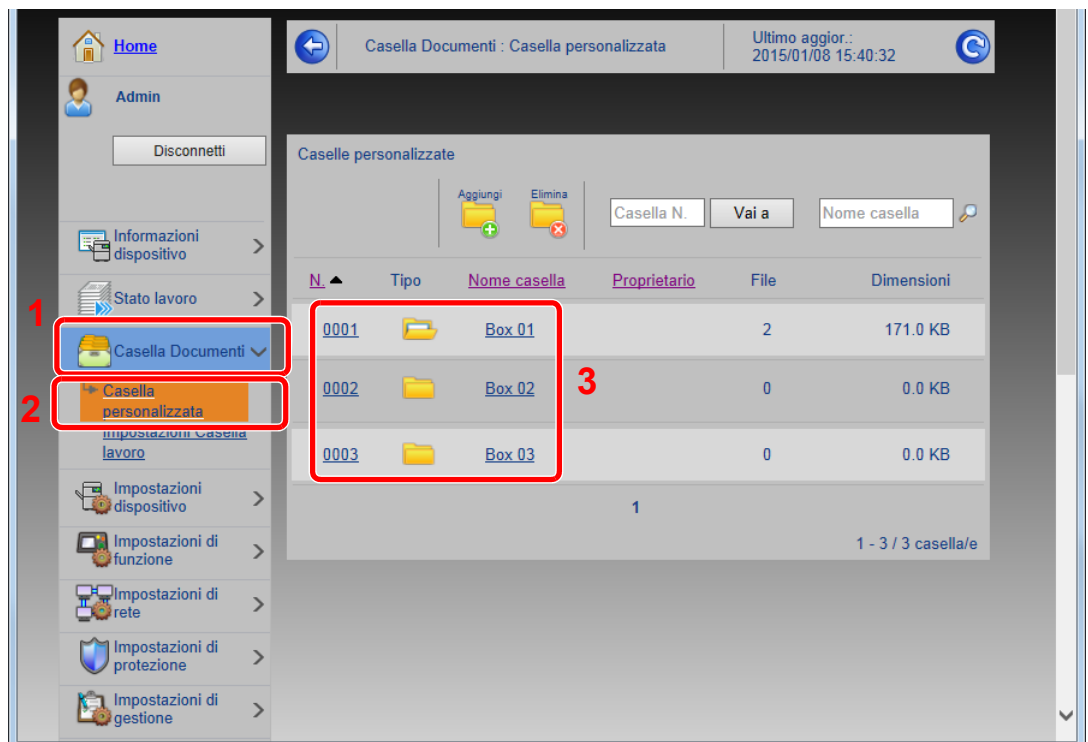 Home
Casella Documenti : Casella personalizzata
Ultimo aggior.:
2015/01/08 15:40:32
Admin
Disconnetti
Caselle personalizzate
Aggiungi
Elimina
Casella N.
Vai a
Nome casella
Informazioni
dispositivo
N. Tipo Nome casella Proprietario File Dimensioni
Stato lavoro
1
0001 Box 01 2 171.0 KB
Casella Documenti
2
Casella
personalizzata
0002 Box 02 0 0.0 KB
3
Impostazioni Casella
lavoro
0003 Box 03 0 0.0 KB
Impostazioni
dispositivo
1
Impostazioni di
funzione
1 - 3 / 3 casella/e
Impostazioni di
rete
Impostazioni di
protezione
Impostazioni di
gestione